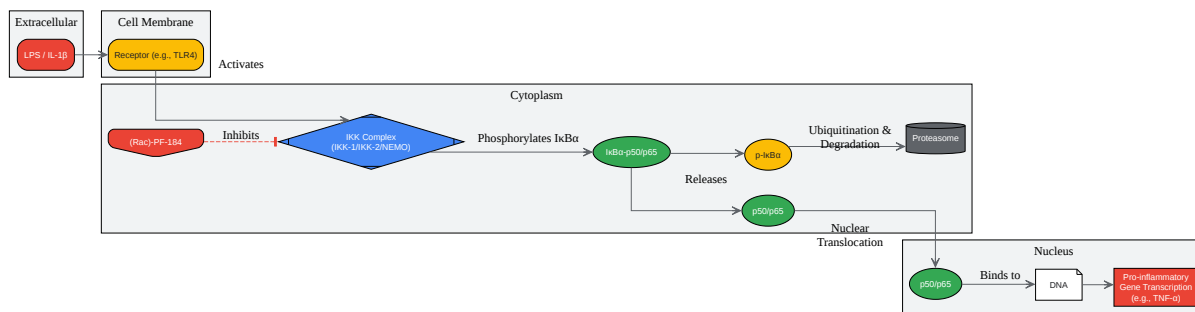 Extracellular
LPS / IL-1β
Cell Membrane
Receptor (e.g., TLR4)
Activates
Cytoplasm
(Rac)-PF-184
Inhibits
IKK Complex
(IKK-1/IKK-2/NEMO)
Phosphorylates IκBα
IκBα-p50/p65
Releases
p-IκBα
Ubiquitination &
Degradation
Proteasome
p50/p65
Nuclear
Translocation
Nucleus
p50/p65
Binds to
DNA
Pro-inflammatory
Gene Transcription
(e.g., TNF-α)